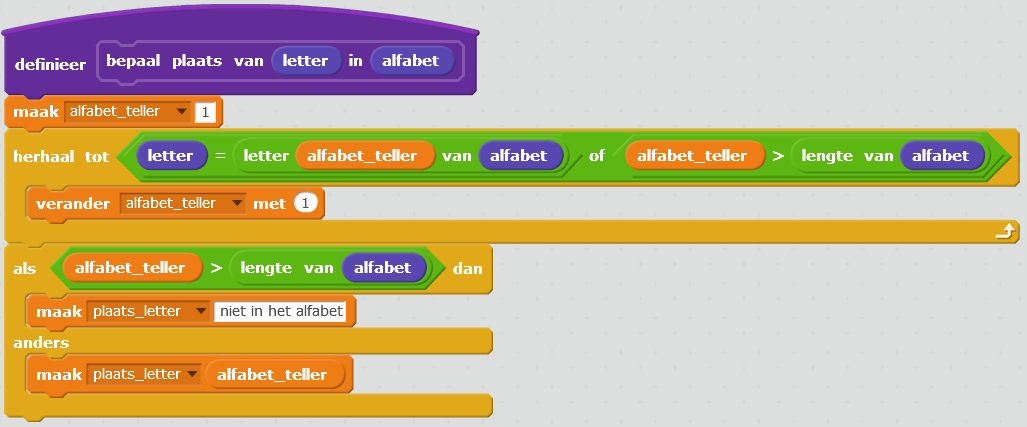 definieer bepaal plaats van letter in alfabet
maak alfabet_teller 1
herhaal tot letter = letter alfabet_teller van alfabet of alfabet_teller > lengte van alfabet
verander alfabet_teller met 1
als alfabet_teller > lengte van alfabet dan
maak plaats_letter niet in het alfabet
anders
maak plaats_letter alfabet_teller